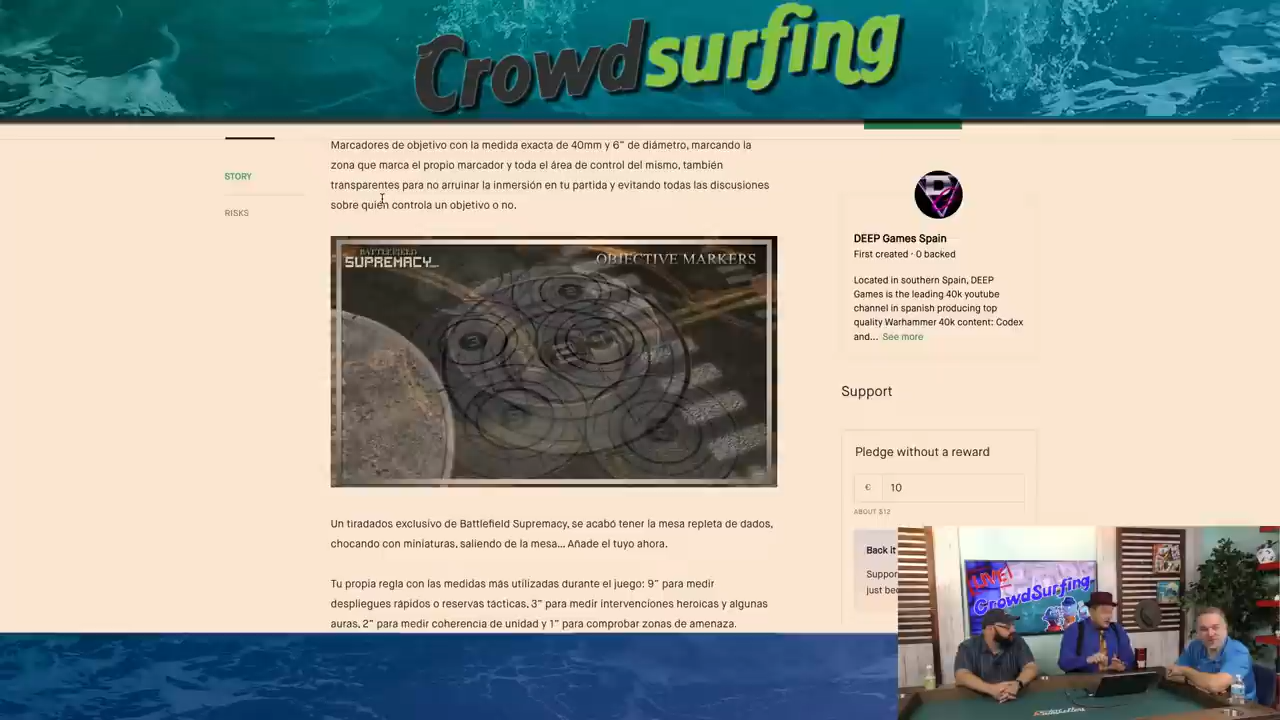 Crowdsurfing
STORY
RISKS
Marcadores de objetivo con la medida exacta de 40mm y 6" de diámetro, marcando la
zona que marca el propio marcador y toda el área de control del mismo, también
transparentes para no arruinar la inmersión en tu partida y evitando todas las discusiones
sobre quién controla un objetivo o no.
BATTLEFIELD
SUPREMACY
OBJECTIVE MARKERS
Un tiradados exclusivo de Battlefield Supremacy, se acabó tener la mesa repleta de dados,
chocando con miniaturas, saliendo de la mesa... Añade el tuyo ahora.
Tu propia regla con las medidas más utilizadas durante el juego: 9" para medir
despliegues rápidos o reservas tácticas, 3" para medir intervenciones heroicas y algunas
auras, 2" para medir coherencia de unidad y 1" para comprobar zonas de amenaza.
DEEP Games Spain
First created · 0 backed
Located in southern Spain, DEEP
Games is the leading 40k youtube
channel in spanish producing top
quality Warhammer 40k content: Codex
and... See more
Support
Pledge without a reward
€ 10
ABOUT $12
Back it
Suppor
just bec
LIVE!
CrowdSurfing